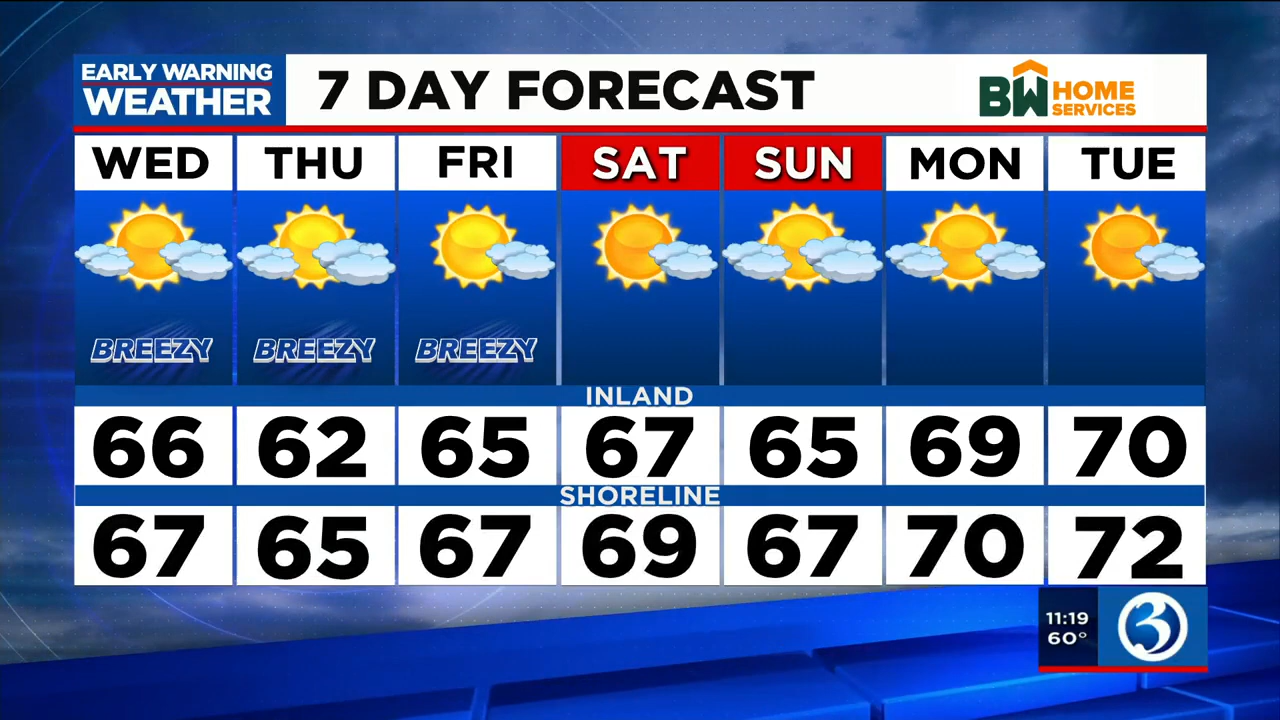 EARLY WARNING
WEATHER
7 DAY FORECAST
BW HOME
SERVICES
WED THU FRI SAT SUN MON TUE
BREEZY BREEZY BREEZY
INLAND
66 62 65 67 65 69 70
SHORELINE
67 65 67 69 67 70 72
11:19
60°
3